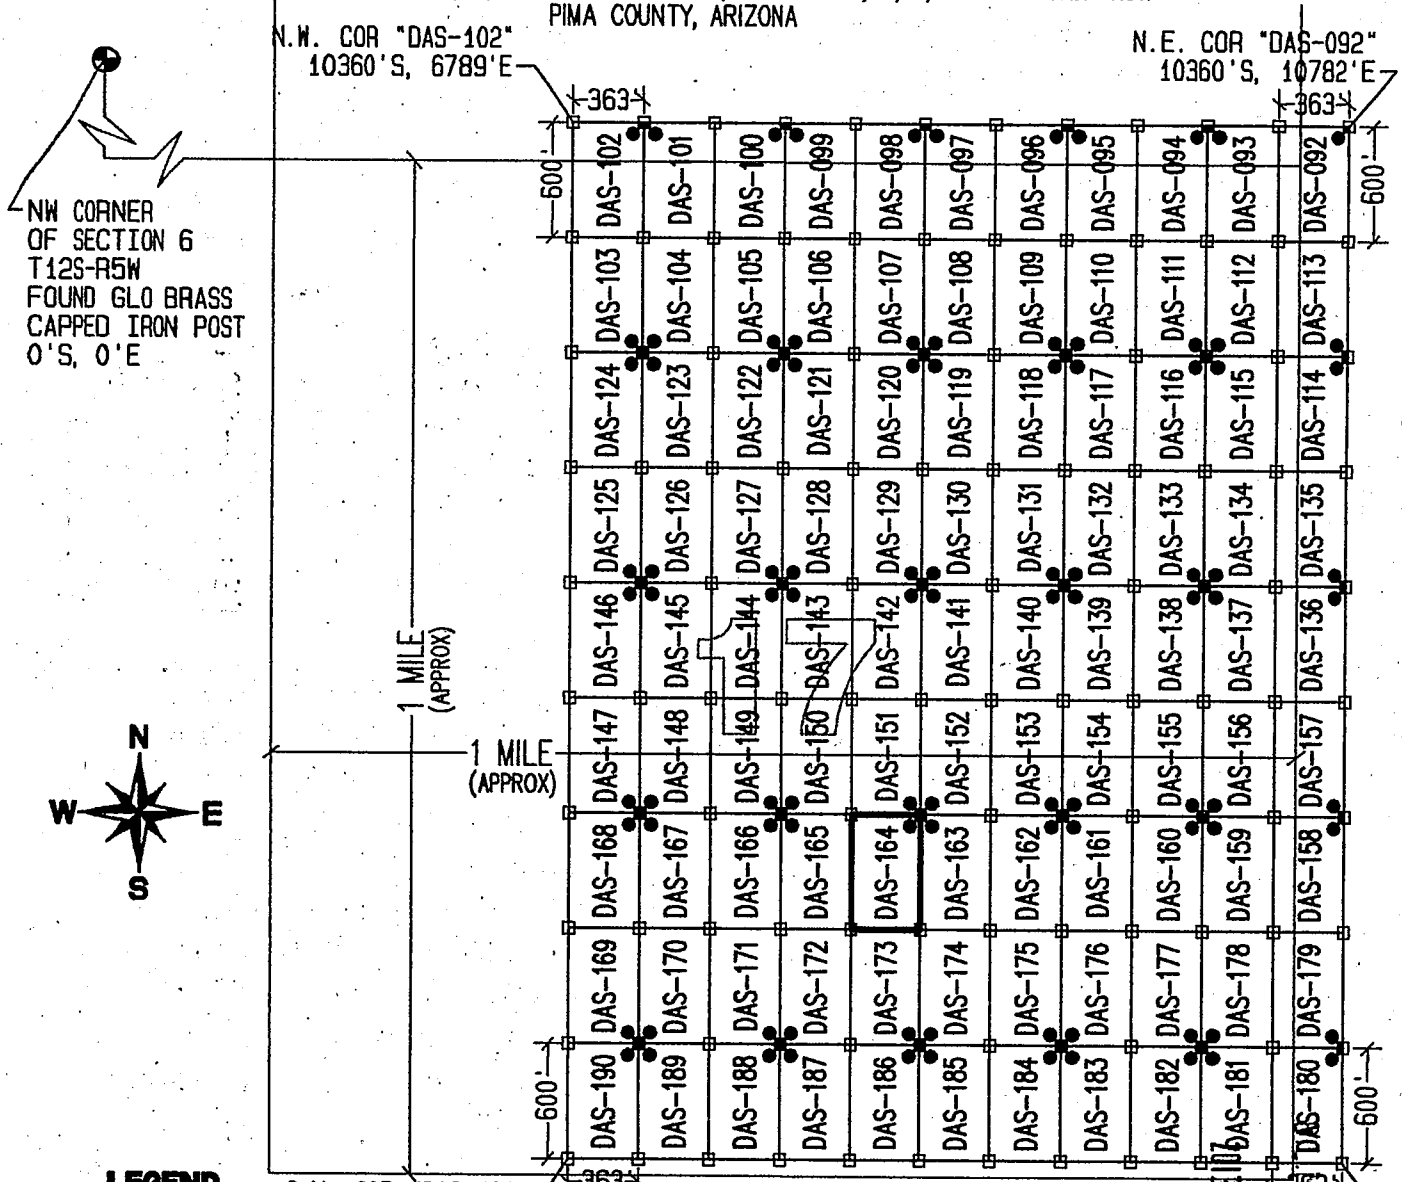 PIMA COUNTY, ARIZONA
N.W. COR "DAS-102"
10360'S, 6789'E
N.E. COR "DAS-092"
10360'S, 10782'E
363
363
600'
600'
NW CORNER
OF SECTION 6
T12S-R5W
FOUND GLO BRASS
CAPPED IRON POST
0'S, 0'E
DAS-102 DAS-101 DAS-100 DAS-099 DAS-098 DAS-097 DAS-096 DAS-095 DAS-094 DAS-093 DAS-092
DAS-103 DAS-104 DAS-105 DAS-106 DAS-107 DAS-108 DAS-109 DAS-110 DAS-111 DAS-112 DAS-113
DAS-124 DAS-123 DAS-122 DAS-121 DAS-120 DAS-119 DAS-118 DAS-117 DAS-116 DAS-115 DAS-114
DAS-125 DAS-126 DAS-127 DAS-128 DAS-129 DAS-130 DAS-131 DAS-132 DAS-133 DAS-134 DAS-135
DAS-146 DAS-145 DAS-144 DAS-143 DAS-142 DAS-141 DAS-140 DAS-139 DAS-138 DAS-137 DAS-136
17
1 MILE
(APPROX)
DAS-147 DAS-148 DAS-149 DAS-150 DAS-151 DAS-152 DAS-153 DAS-154 DAS-155 DAS-156 DAS-157
1 MILE
(APPROX)
N
W E
S
DAS-168 DAS-167 DAS-166 DAS-165 DAS-164 DAS-163 DAS-162 DAS-161 DAS-160 DAS-159 DAS-158
DAS-169 DAS-170 DAS-171 DAS-172 DAS-173 DAS-174 DAS-175 DAS-176 DAS-177 DAS-178 DAS-179
DAS-190 DAS-189 DAS-188 DAS-187 DAS-186 DAS-185 DAS-184 DAS-183 DAS-182 DAS-181 DAS-180
600'
600'
LEGEND
363